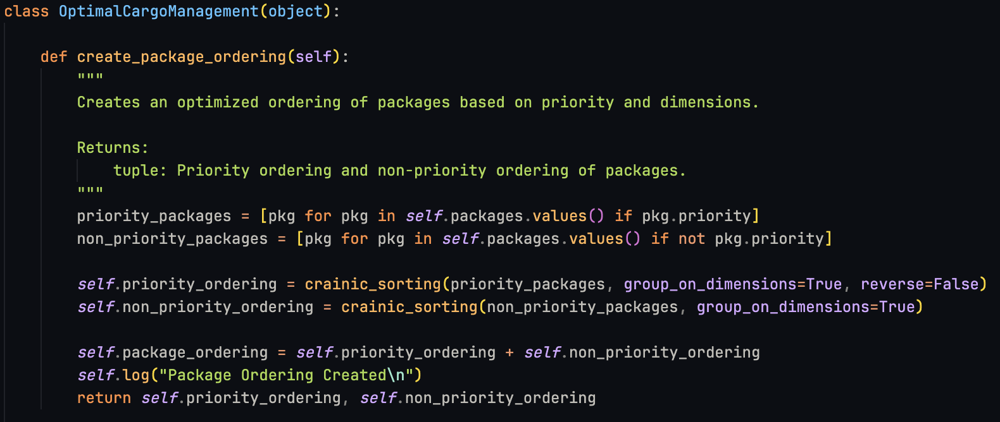 class OptimalCargoManagement(object):
    def create_package_ordering(self):
        """
        Creates an optimized ordering of packages based on priority and dimensions.
        Returns:
            tuple: Priority ordering and non-priority ordering of packages.
        """
        priority_packages = [pkg for pkg in self.packages.values() if pkg.priority]
        non_priority_packages = [pkg for pkg in self.packages.values() if not pkg.priority]
        self.priority_ordering = crainic_sorting(priority_packages, group_on_dimensions=True, reverse=False)
        self.non_priority_ordering = crainic_sorting(non_priority_packages, group_on_dimensions=True)
        self.package_ordering = self.priority_ordering + self.non_priority_ordering
        self.log("Package Ordering Created\n")
        return self.priority_ordering, self.non_priority_ordering